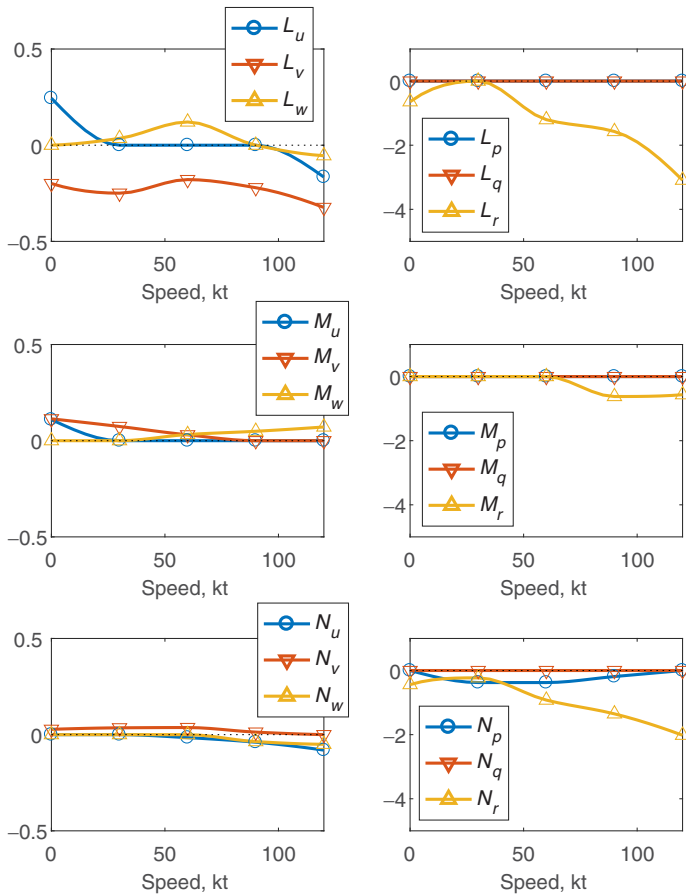 0.5
0
−0.5
L_u
L_v
L_w
0 50 100
Speed, kt
0
−2
−4
L_p
L_q
L_r
0 50 100
Speed, kt
0.5
0
−0.5
M_u
M_v
M_w
0 50 100
Speed, kt
0
−2
−4
M_p
M_q
M_r
0 50 100
Speed, kt
0.5
0
−0.5
N_u
N_v
N_w
0 50 100
Speed, kt
0
−2
−4
N_p
N_q
N_r
0 50 100
Speed, kt